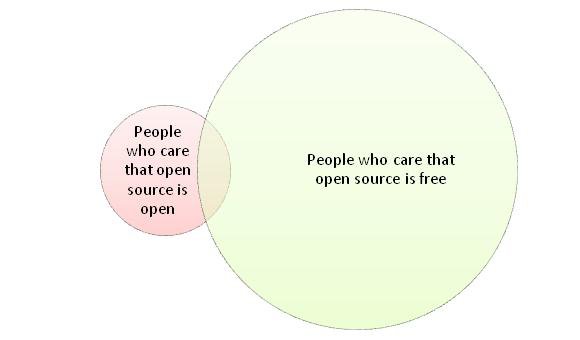 People
who care
that open
source is
open
People who care that
open source is free